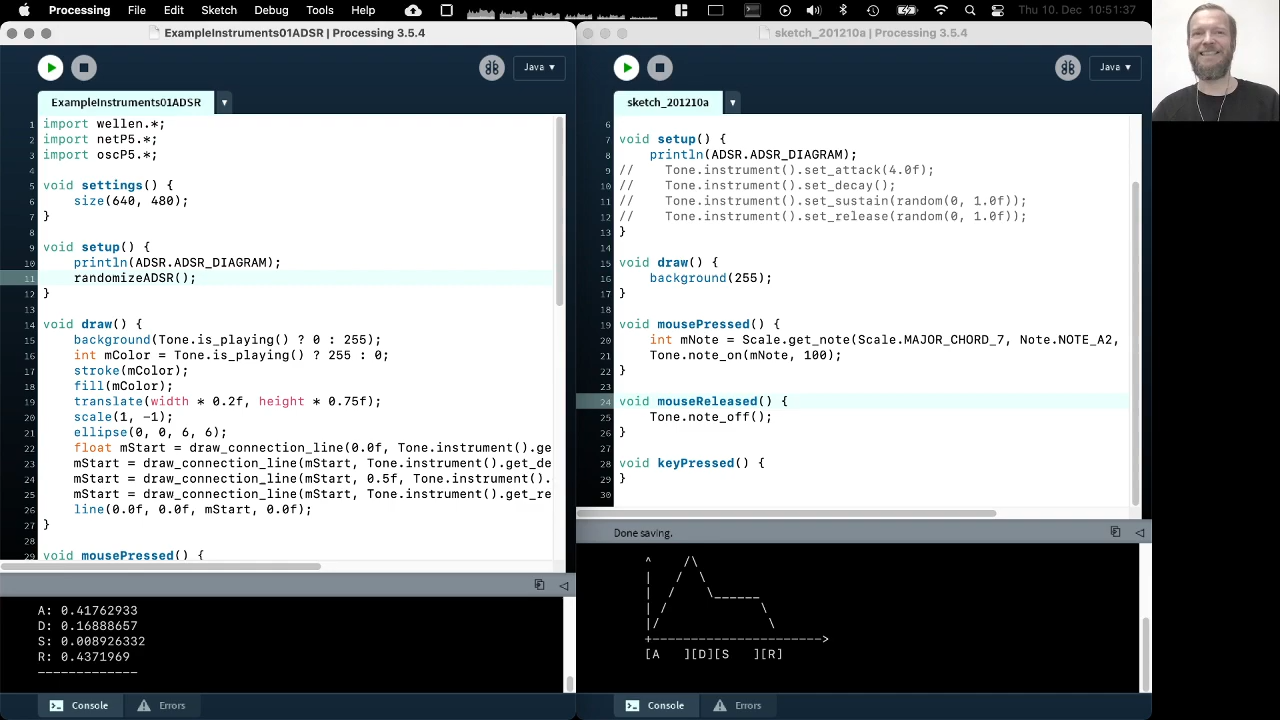 Processing File Edit Sketch Debug Tools Help Thu 10. Dec 10:51:37
ExampleInstruments01ADSR | Processing 3.5.4
Java ▾
ExampleInstruments01ADSR ▾
1 import wellen.*;
2 import netP5.*;
3 import oscP5.*;
4
5 void settings() {
6 size(640, 480);
7 }
8
9 void setup() {
10 println(ADSR.ADSR_DIAGRAM);
11 randomizeADSR();
12 }
13
14 void draw() {
15 background(Tone.is_playing() ? 0 : 255);
16 int mColor = Tone.is_playing() ? 255 : 0;
17 stroke(mColor);
18 fill(mColor);
19 translate(width * 0.2f, height * 0.75f);
20 scale(1, -1);
21 ellipse(0, 0, 6, 6);
22 float mStart = draw_connection_line(0.0f, Tone.instrument().ge
23 mStart = draw_connection_line(mStart, Tone.instrument().get_de
24 mStart = draw_connection_line(mStart, 0.5f, Tone.instrument().
25 mStart = draw_connection_line(mStart, Tone.instrument().get_re
26 line(0.0f, 0.0f, mStart, 0.0f);
27 }
28
29 void mousePressed() {
A: 0.41762933
D: 0.16888657
S: 0.008926332
R: 0.4371969
-------------
Console Errors
sketch_201210a | Processing 3.5.4
Java ▾
sketch_201210a ▾
6
7 void setup() {
8 println(ADSR.ADSR_DIAGRAM);
9 // Tone.instrument().set_attack(4.0f);
10 // Tone.instrument().set_decay();
11 // Tone.instrument().set_sustain(random(0, 1.0f));
12 // Tone.instrument().set_release(random(0, 1.0f));
13 }
14
15 void draw() {
16 background(255);
17 }
18
19 void mousePressed() {
20 int mNote = Scale.get_note(Scale.MAJOR_CHORD_7, Note.NOTE_A2,
21 Tone.note_on(mNote, 100);
22 }
23
24 void mouseReleased() {
25 Tone.note_off();
26 }
27
28 void keyPressed() {
29 }
30
Done saving.
^    /\
|   /  \
|  /    \______
| /            \
|/              \
+---------------------->
[A   ][D][S   ][R]
Console Errors